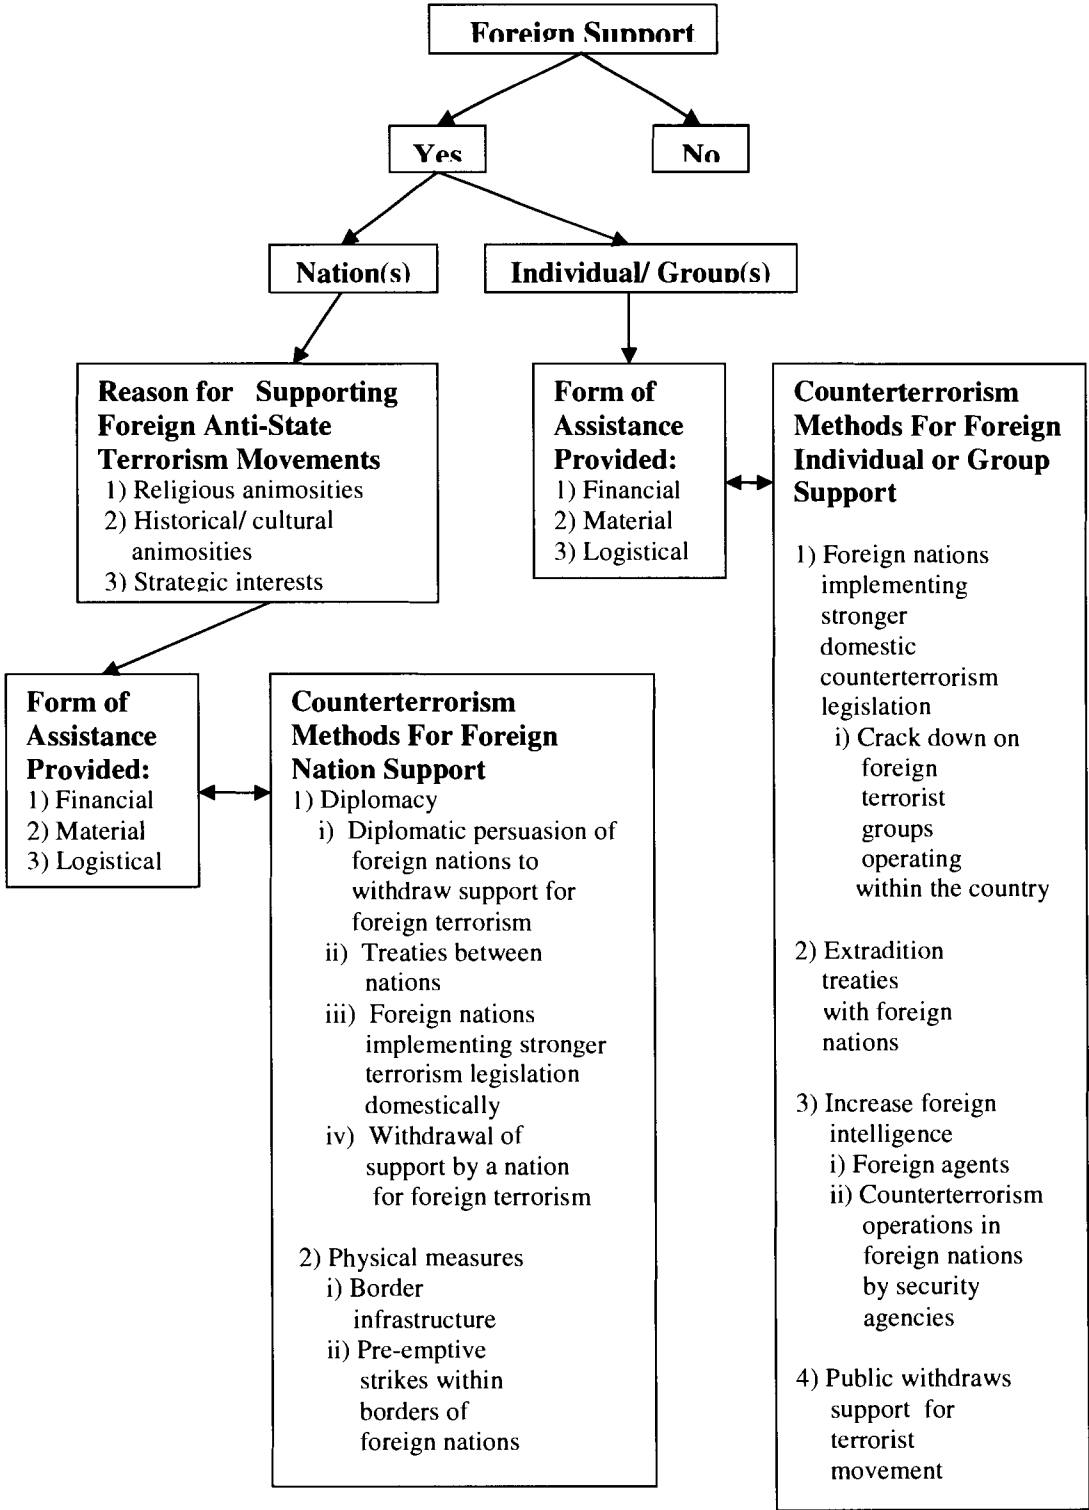 Foreign Support
Yes
No
Nation(s)
Individual/ Group(s)
Reason for Supporting
Foreign Anti-State
Terrorism Movements
1) Religious animosities
2) Historical/ cultural
animosities
3) Strategic interests
Form of
Assistance
Provided:
1) Financial
2) Material
3) Logistical
Counterterrorism
Methods For Foreign
Individual or Group
Support
1) Foreign nations
implementing
stronger
domestic
counterterrorism
legislation
i) Crack down on
foreign
terrorist
groups
operating
within the country
2) Extradition
treaties
with foreign
nations
3) Increase foreign
intelligence
i) Foreign agents
ii) Counterterrorism
operations in
foreign nations
by security
agencies
4) Public withdraws
support for
terrorist
movement
Form of
Assistance
Provided:
1) Financial
2) Material
3) Logistical
Counterterrorism
Methods For Foreign
Nation Support
1) Diplomacy
i) Diplomatic persuasion of
foreign nations to
withdraw support for
foreign terrorism
ii) Treaties between
nations
iii) Foreign nations
implementing stronger
terrorism legislation
domestically
iv) Withdrawal of
support by a nation
for foreign terrorism
2) Physical measures
i) Border
infrastructure
ii) Pre-emptive
strikes within
borders of
foreign nations